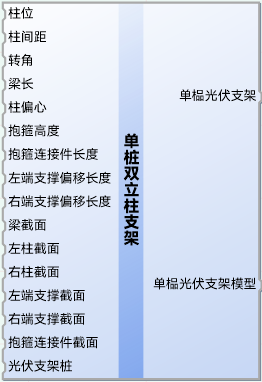 柱位
柱间距
转角
梁长
柱偏心
抱箍高度
抱箍连接件长度
左端支撑偏移长度
右端支撑偏移长度
梁截面
左柱截面
右柱截面
左端支撑截面
右端支撑截面
抱箍连接件截面
光伏支架桩
单桩双立柱支架
单榀光伏支架
单榀光伏支架模型